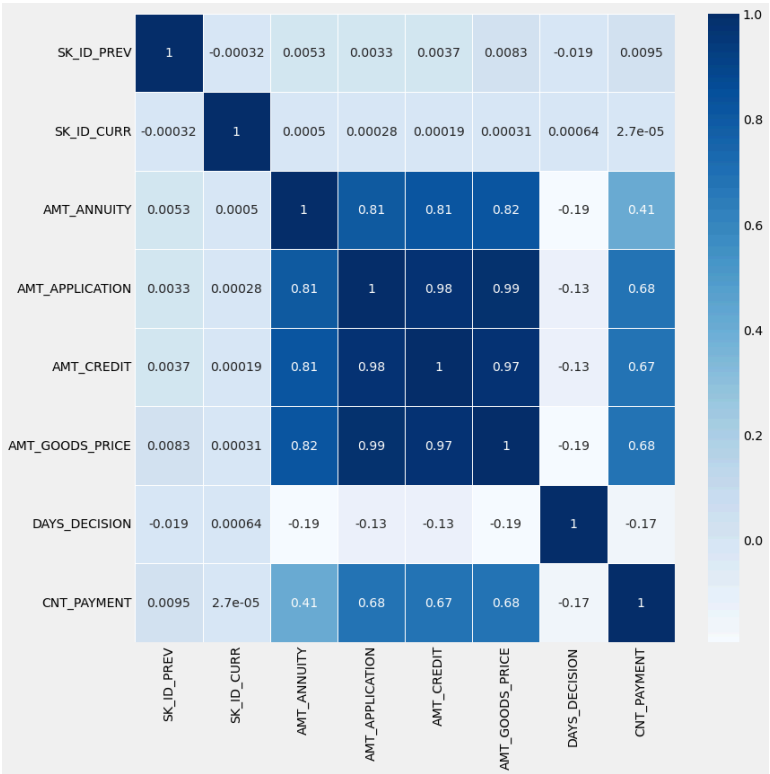 1.0
SK_ID_PREV 1 -0.00032 0.0053 0.0033 0.0037 0.0083 -0.019 0.0095
0.8
SK_ID_CURR -0.00032 1 0.0005 0.00028 0.00019 0.00031 0.00064 2.7e-05
AMT_ANNUITY 0.0053 0.0005 1 0.81 0.81 0.82 -0.19 0.41
0.6
AMT_APPLICATION 0.0033 0.00028 0.81 1 0.98 0.99 -0.13 0.68
0.4
AMT_CREDIT 0.0037 0.00019 0.81 0.98 1 0.97 -0.13 0.67
0.2
AMT_GOODS_PRICE 0.0083 0.00031 0.82 0.99 0.97 1 -0.19 0.68
DAYS_DECISION -0.019 0.00064 -0.19 -0.13 -0.13 -0.19 1 -0.17
0.0
CNT_PAYMENT 0.0095 2.7e-05 0.41 0.68 0.67 0.68 -0.17 1
SK_ID_PREV
SK_ID_CURR
AMT_ANNUITY
AMT_APPLICATION
AMT_CREDIT
AMT_GOODS_PRICE
DAYS_DECISION
CNT_PAYMENT